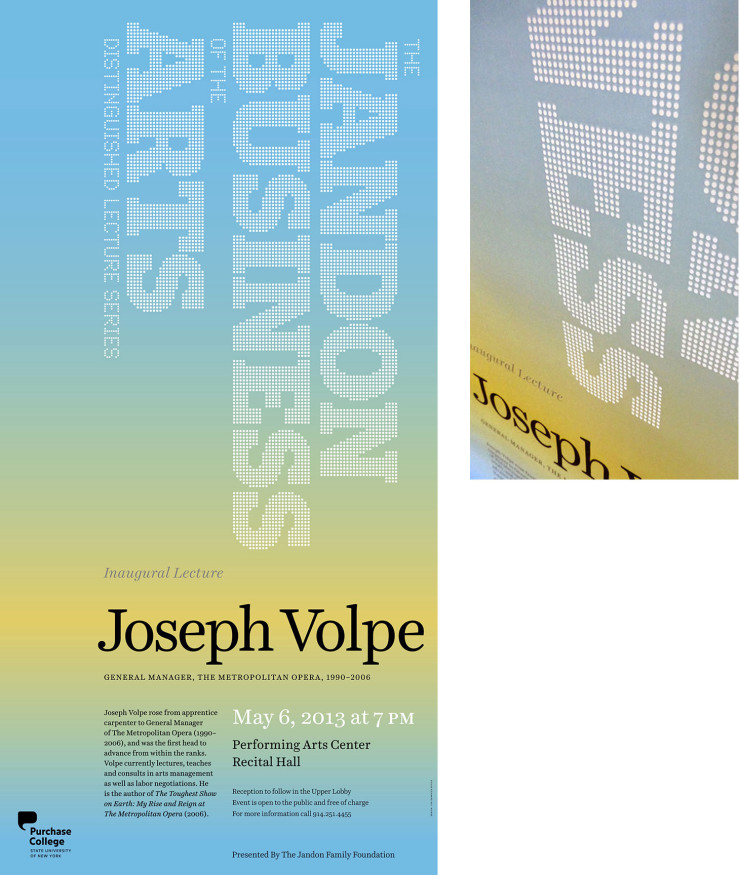 THE
JANDON
BUSINESS
OF THE
ARTS
DISTINGUISHED LECTURE SERIES
Inaugural Lecture
Joseph Volpe
GENERAL MANAGER, THE METROPOLITAN OPERA, 1990–2006
Joseph Volpe rose from apprentice
carpenter to General Manager
of The Metropolitan Opera (1990–
2006), and was the first head to
advance from within the ranks.
Volpe currently lectures, teaches
and consults in arts management
as well as labor negotiations. He
is the author of The Toughest Show
on Earth: My Rise and Reign at
The Metropolitan Opera (2006).
May 6, 2013 at 7 PM
Performing Arts Center
Recital Hall
Reception to follow in the Upper Lobby
Event is open to the public and free of charge
For more information call 914.251.4455
Presented By The Jandon Family Foundation
Purchase
College
STATE UNIVERSITY
OF NEW YORK
NESS
augural Lecture
Joseph
GENERAL MANAGER, THE